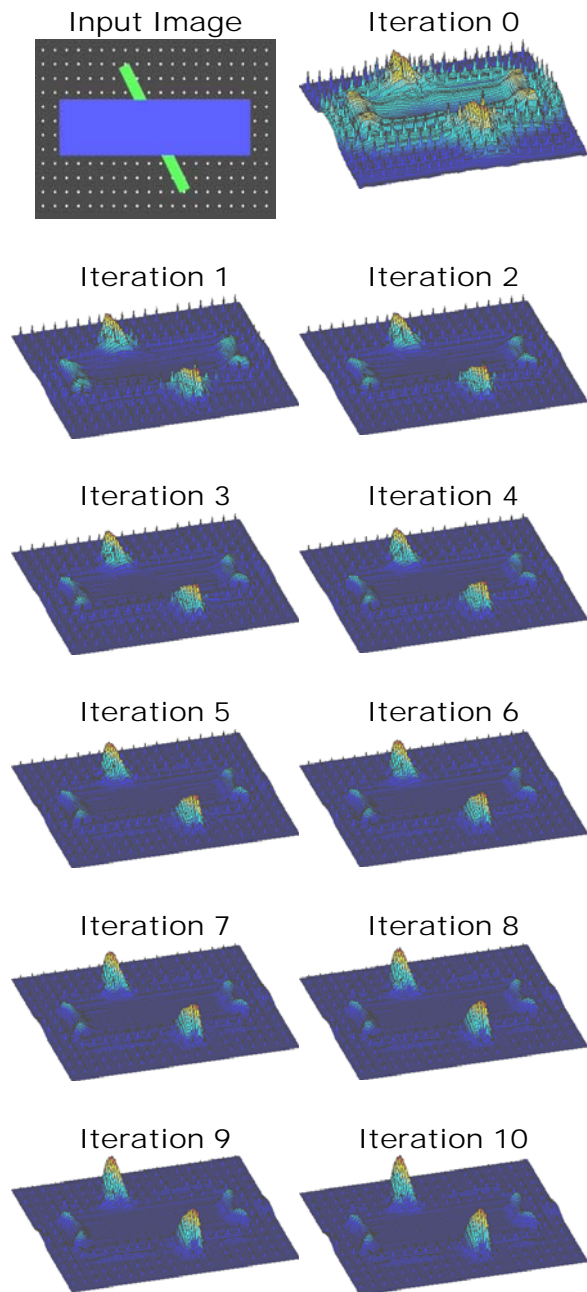 Input Image
Iteration 0
Iteration 1
Iteration 2
Iteration 3
Iteration 4
Iteration 5
Iteration 6
Iteration 7
Iteration 8
Iteration 9
Iteration 10